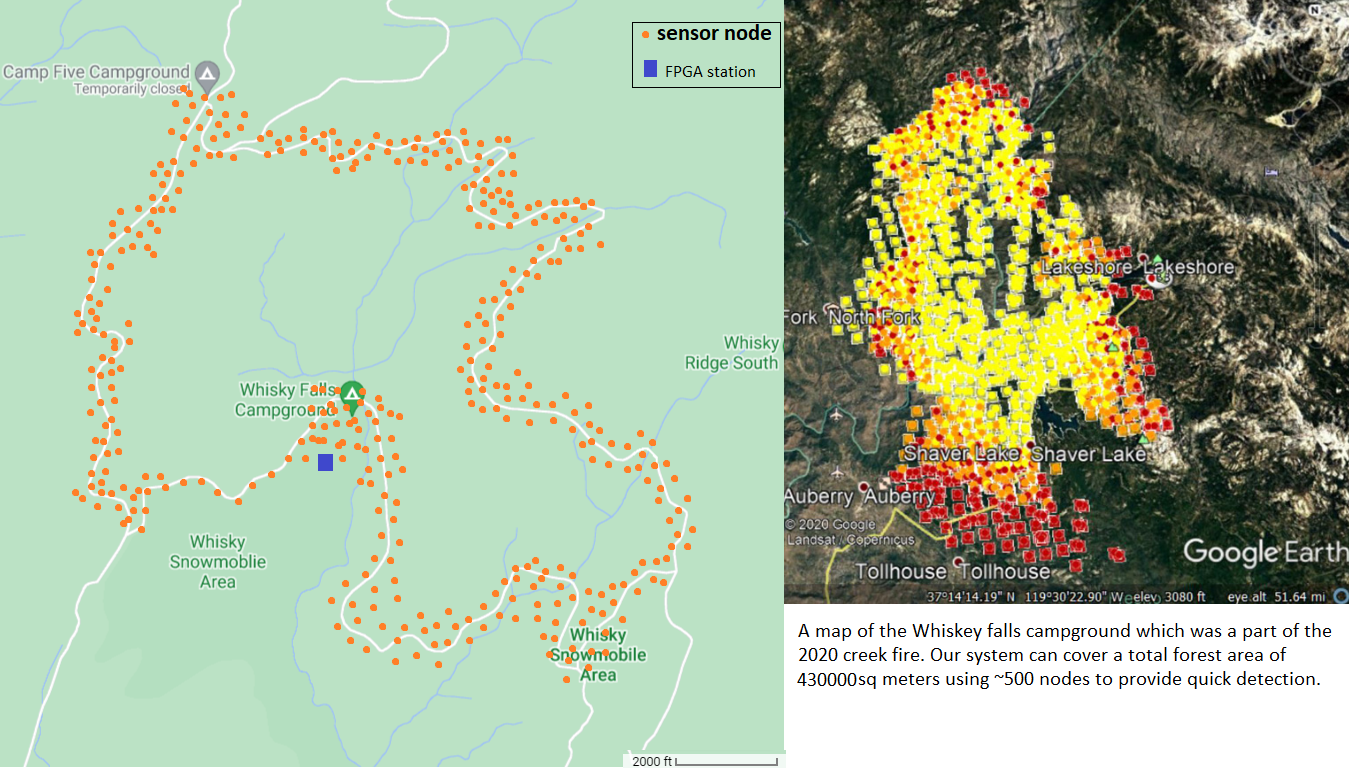 sensor node
FPGA station
Camp Five Campground
Temporarily closed
Whisky
Ridge South
Whisky Falls
Campground
Whisky
Snowmoblie
Area
Whisky
Snowmobile
Area
2000 ft
N
Lakeshore Lakeshore
Fork North Fork
Shaver Lake Shaver Lake
Auberry Auberry
© 2020 Google
Landsat / Copernicus
Google Earth
Tollhouse Tollhouse
37°14'14.19" N 119°30'22.90" W elev 3080 ft eye alt 51.64 mi
A map of the Whiskey falls campground which was a part of the
2020 creek fire. Our system can cover a total forest area of
430000sq meters using ~500 nodes to provide quick detection.